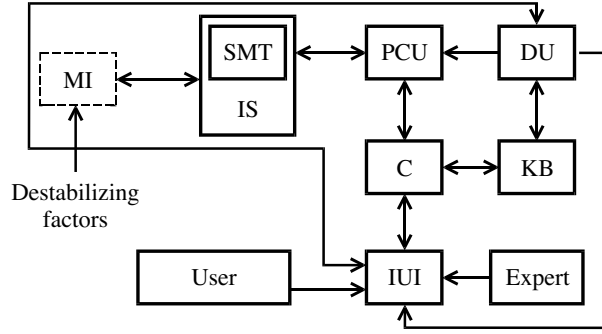 SMT
PCU
DU
MI
IS
C
KB
Destabilizing
factors
User
IUI
Expert